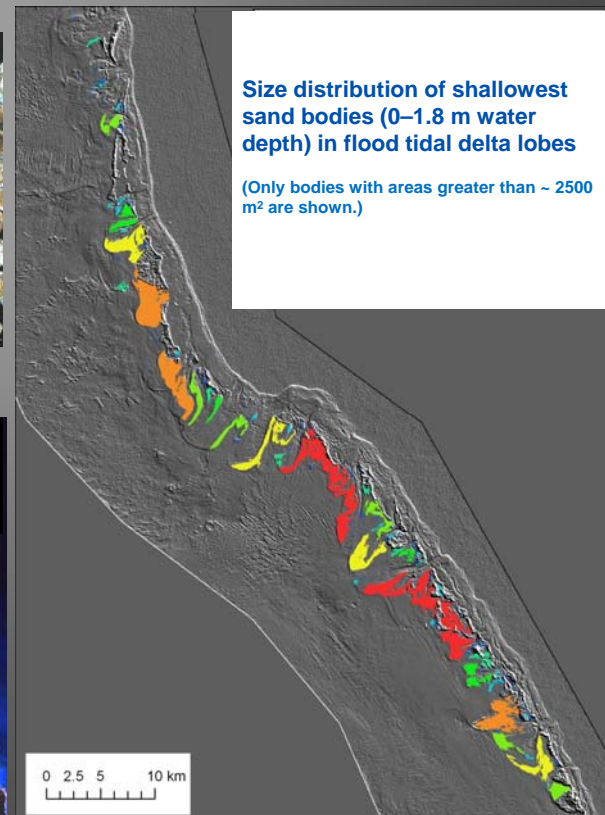 Size distribution of shallowest
sand bodies (0–1.8 m water
depth) in flood tidal delta lobes
(Only bodies with areas greater than ~ 2500
m² are shown.)
0 2.5 5 10 km